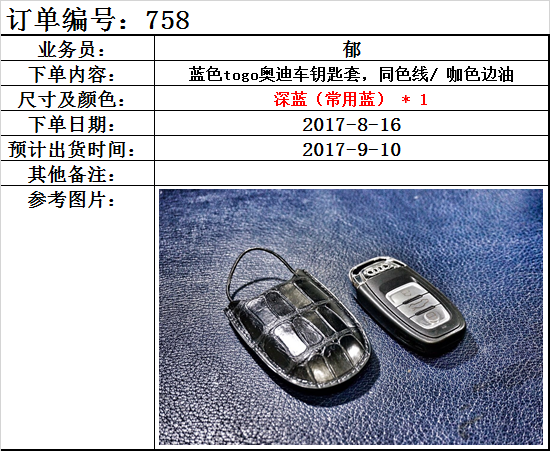 订单编号：758
业务员： 郁
下单内容： 蓝色togo奥迪车钥匙套，同色线/ 咖色边油
尺寸及颜色： 深蓝（常用蓝） * 1
下单日期： 2017-8-16
预计出货时间： 2017-9-10
其他备注：
参考图片：